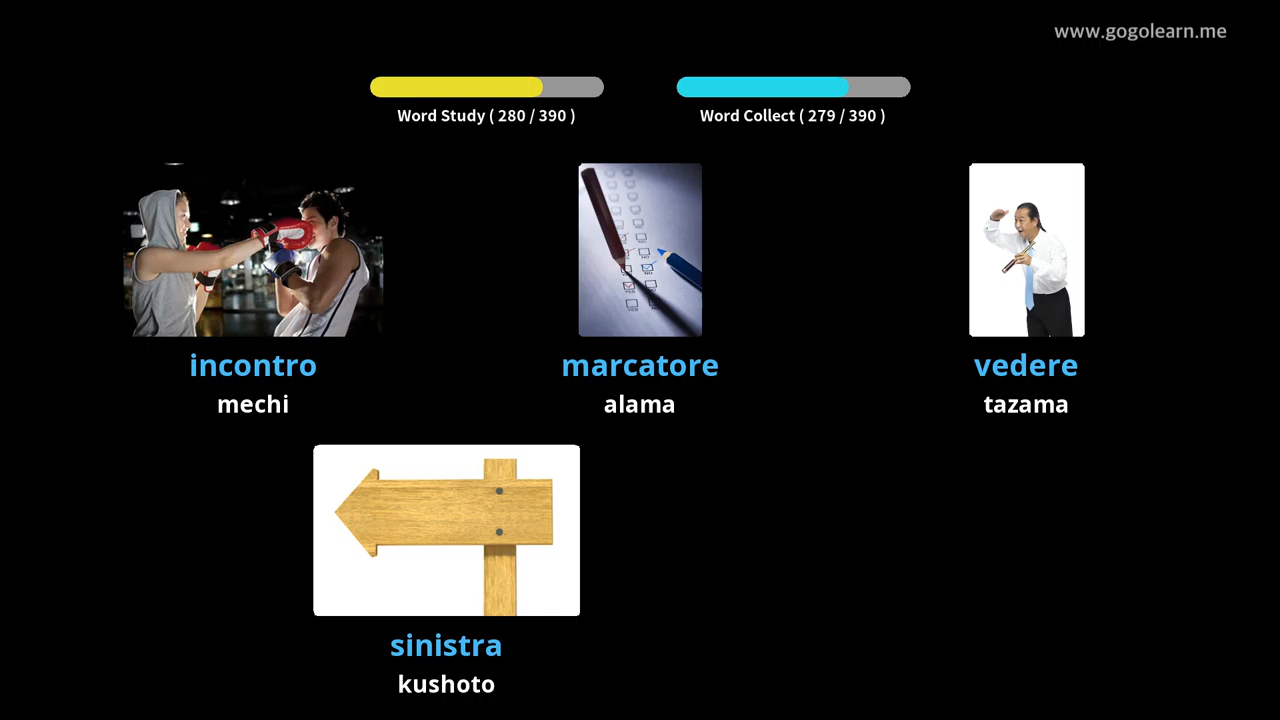 www.gogolearn.me
Word Study ( 280 / 390 )
Word Collect ( 279 / 390 )
incontro
mechi
marcatore
alama
vedere
tazama
sinistra
kushoto